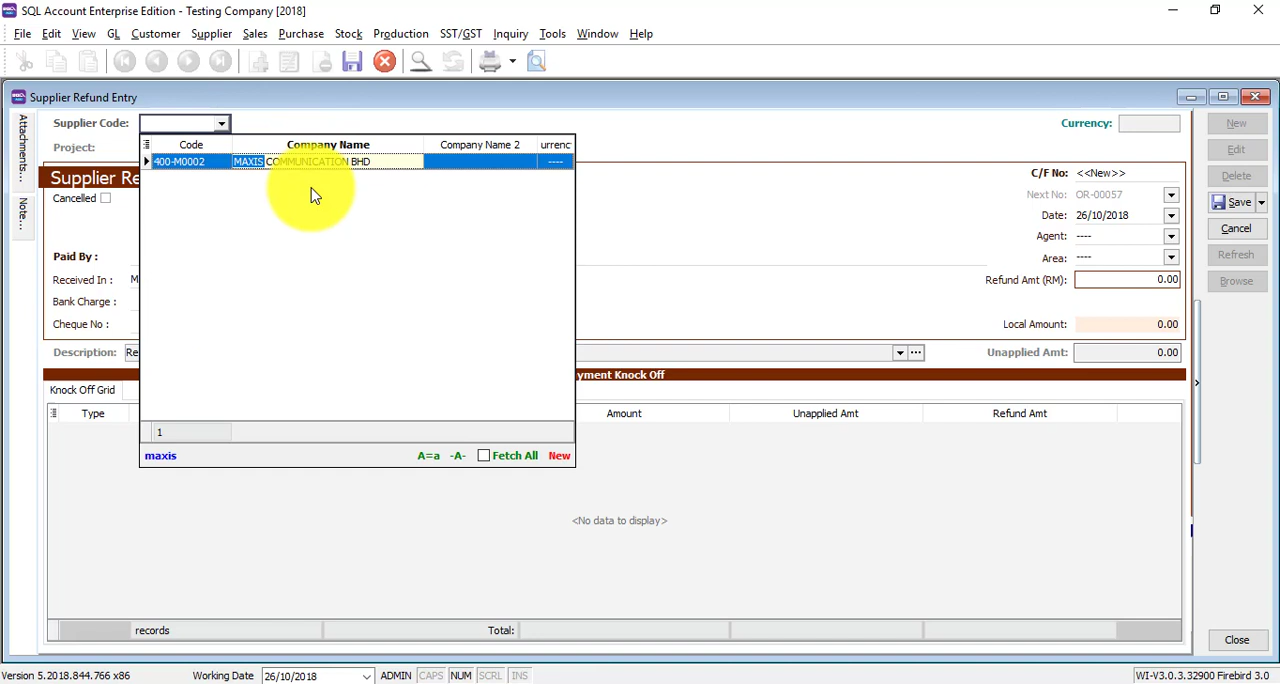 SQL Account Enterprise Edition - Testing Company [2018]
File Edit View GL Customer Supplier Sales Purchase Stock Production SST/GST Inquiry Tools Window Help
Supplier Refund Entry
Attachments...
Note...
Supplier Code:
Currency:
New
Project:
Code Company Name Company Name 2 urrenc
Edit
400-M0002 MAXIS COMMUNICATION BHD ----
Supplier Re
C/F No: <<New>>
Delete
Cancelled
Next No: OR-00057
Save
Date: 26/10/2018
Cancel
Agent: ----
Paid By :
Area: ----
Refresh
Received In : M
Refund Amt (RM): 0.00
Browse
Bank Charge :
Cheque No :
Local Amount: 0.00
Description: Re
Unapplied Amt: 0.00
yment Knock Off
Knock Off Grid
Type Amount Unapplied Amt Refund Amt
1
maxis A=a -A- Fetch All New
<No data to display>
records Total:
Close
Version 5.2018.844.766 x86 Working Date 26/10/2018 ADMIN CAPS NUM SCRL INS WI-V3.0.3.32900 Firebird 3.0